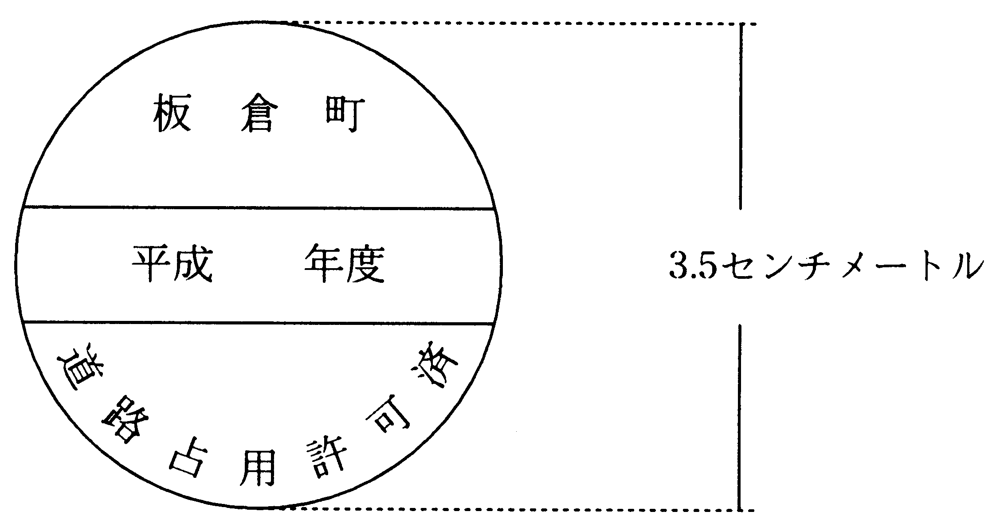 板倉町
平成　　年度
道路占用許可済
3.5センチメートル